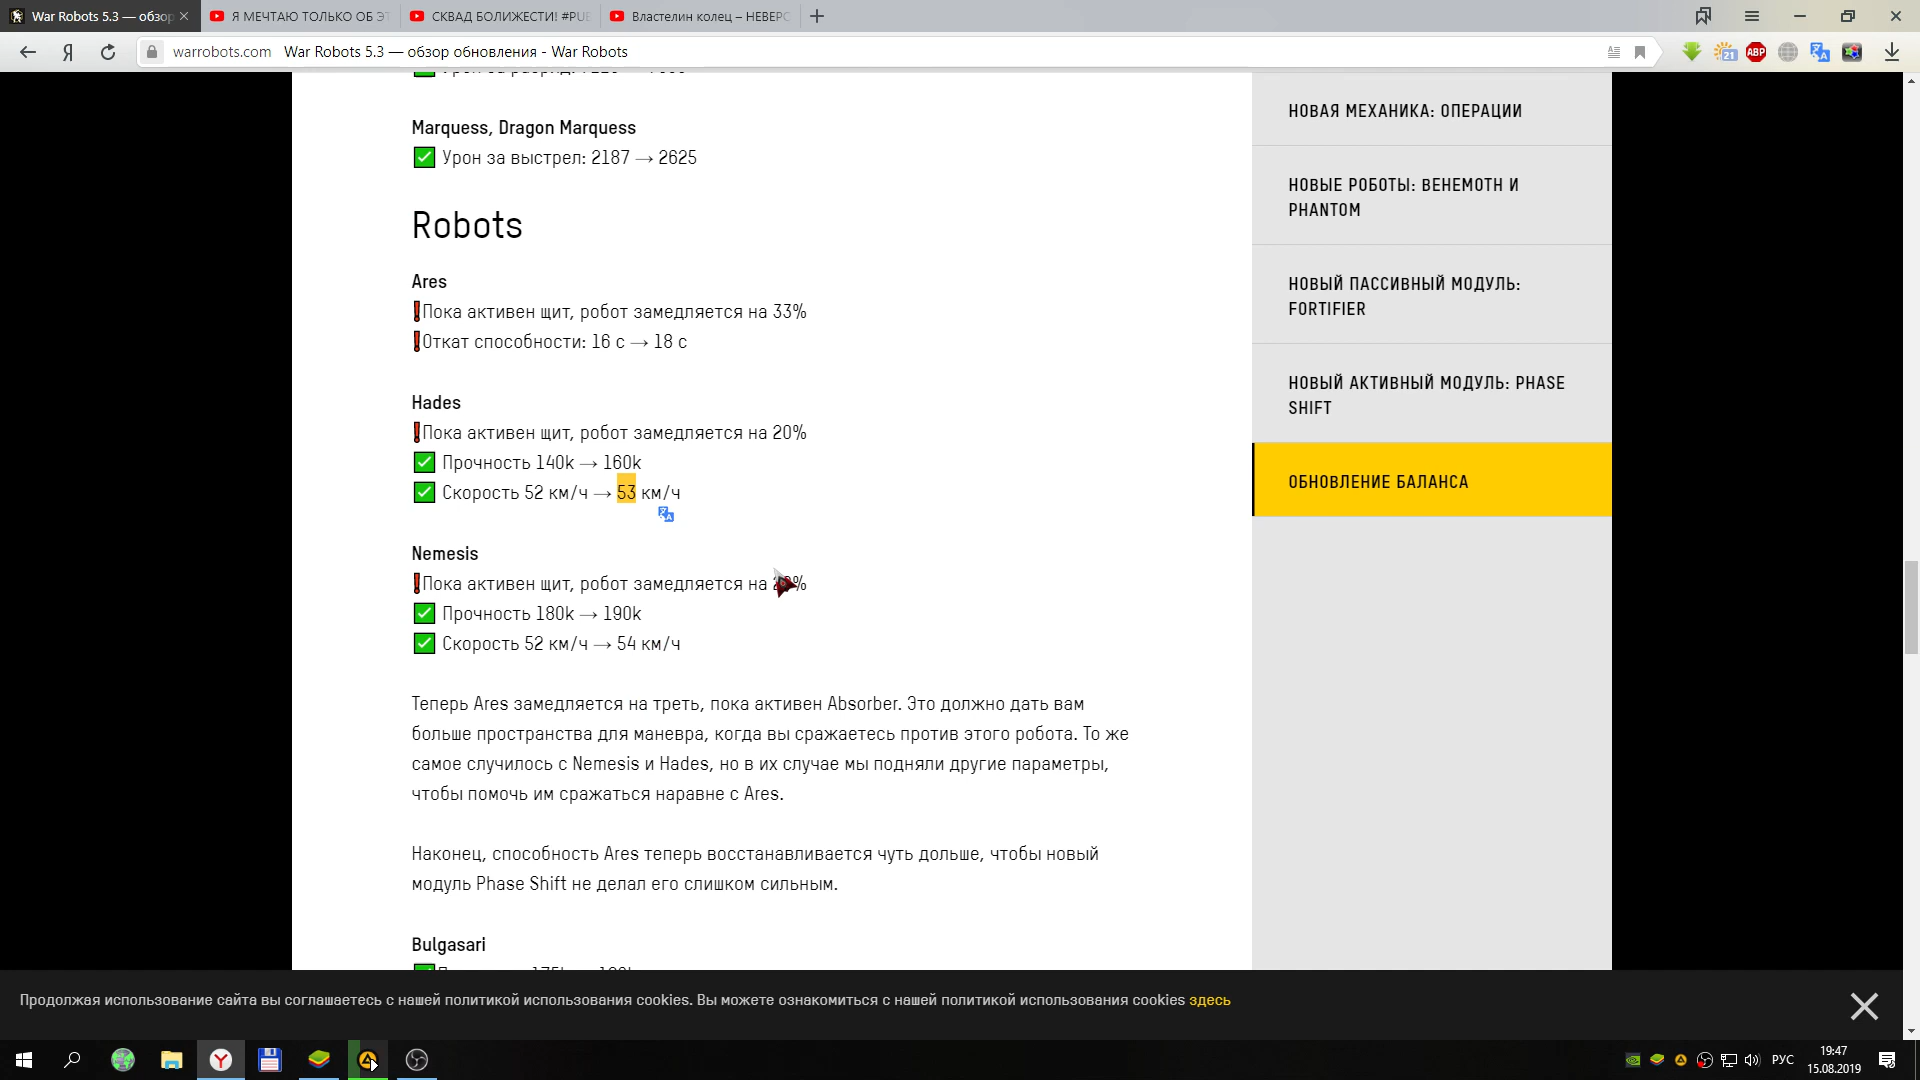 War Robots 5.3 — обзор
Я МЕЧТАЮ ТОЛЬКО ОБ ЭТ
СКВАД БОЛИЖЕСТИ! #PU
Властелин колец – НЕВЕРС
warrobots.com War Robots 5.3 — обзор обновления - War Robots
Marquess, Dragon Marquess
✅ Урон за выстрел: 2187 → 2625
Robots
Ares
❗Пока активен щит, робот замедляется на 33%
❗Откат способности: 16 с → 18 с
Hades
❗Пока активен щит, робот замедляется на 20%
✅ Прочность 140k → 160k
✅ Скорость 52 км/ч → 53 км/ч
Nemesis
❗Пока активен щит, робот замедляется на
✅ Прочность 180k → 190k
✅ Скорость 52 км/ч → 54 км/ч
Теперь Ares замедляется на треть, пока активен Absorber. Это должно дать вам
больше пространства для маневра, когда вы сражаетесь против этого робота. То же
самое случилось с Nemesis и Hades, но в их случае мы подняли другие параметры,
чтобы помочь им сражаться наравне с Ares.
Наконец, способность Ares теперь восстанавливается чуть дольше, чтобы новый
модуль Phase Shift не делал его слишком сильным.
Bulgasari
НОВАЯ МЕХАНИКА: ОПЕРАЦИИ
НОВЫЕ РОБОТЫ: BEHEMOTH И
PHANTOM
НОВЫЙ ПАССИВНЫЙ МОДУЛЬ:
FORTIFIER
НОВЫЙ АКТИВНЫЙ МОДУЛЬ: PHASE
SHIFT
ОБНОВЛЕНИЕ БАЛАНСА
Продолжая использование сайта вы соглашаетесь с нашей политикой использования cookies. Вы можете ознакомиться с нашей политикой использования cookies здесь
РУС
19:47
15.08.2019
21
ABP